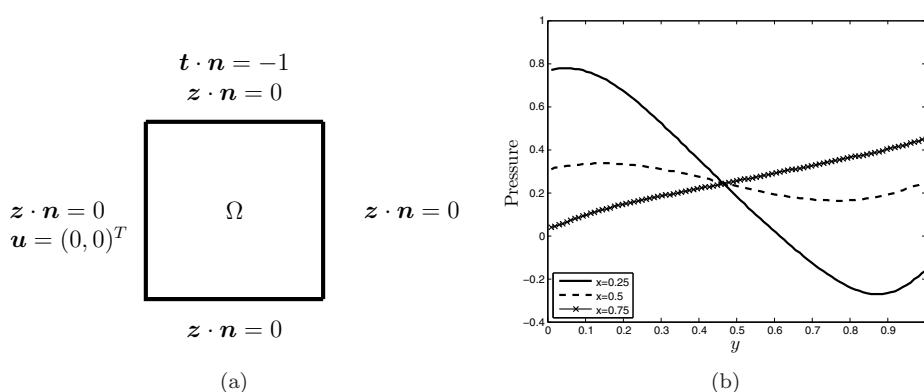 t · n = −1
z · n = 0
z · n = 0
u = (0, 0)^T
Ω
z · n = 0
z · n = 0
(a)
Pressure
1
0.8
0.6
0.4
0.2
0
−0.2
−0.4
x=0.25
x=0.5
x=0.75
0 0.1 0.2 0.3 0.4 0.5 0.6 0.7 0.8 0.9
y
(b)